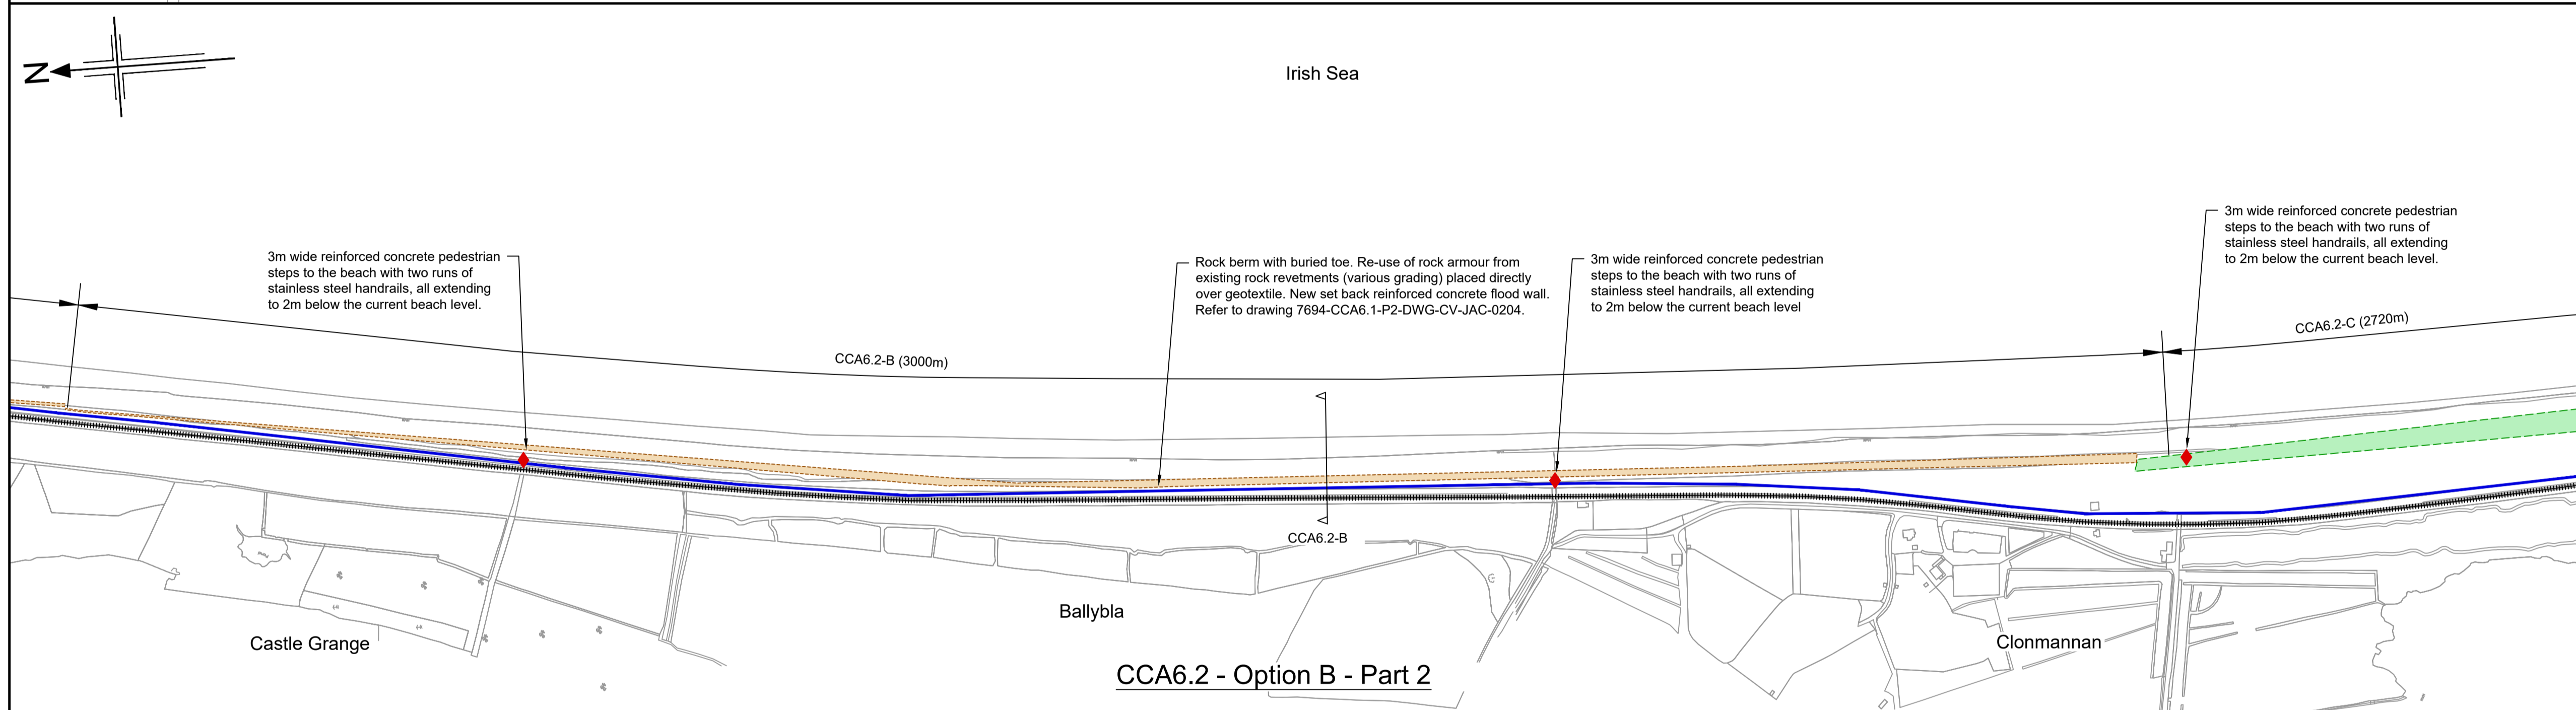 N
Irish Sea
3m wide reinforced concrete pedestrian
steps to the beach with two runs of
stainless steel handrails, all extending
to 2m below the current beach level.
Rock berm with buried toe. Re-use of rock armour from
existing rock revetments (various grading) placed directly
over geotextile. New set back reinforced concrete flood wall.
Refer to drawing 7694-CCA6.1-P2-DWG-CV-JAC-0204.
3m wide reinforced concrete pedestrian
steps to the beach with two runs of
stainless steel handrails, all extending
to 2m below the current beach level
3m wide reinforced concrete pedestrian
steps to the beach with two runs of
stainless steel handrails, all extending
to 2m below the current beach level.
CCA6.2-B (3000m)
CCA6.2-C (2720m)
CCA6.2-B
Castle Grange
Ballybla
Clonmannan
CCA6.2 - Option B - Part 2